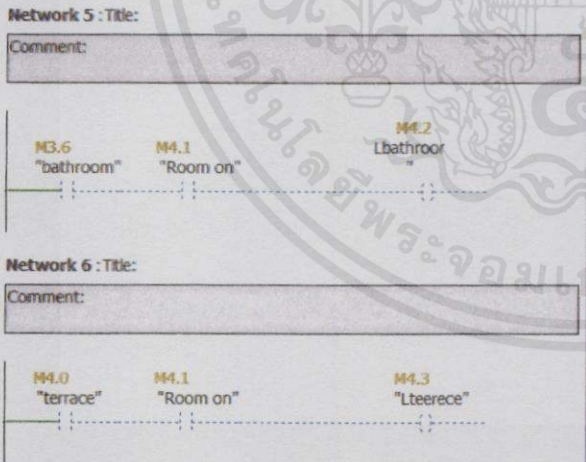 Network 5 : Title:
Comment:
M3.6 M4.1 M4.2
"bathroom" "Room on" Lbathroor
"
Network 6 : Title:
Comment:
M4.0 M4.1 M4.3
"terrace" "Room on" "Lteerece"